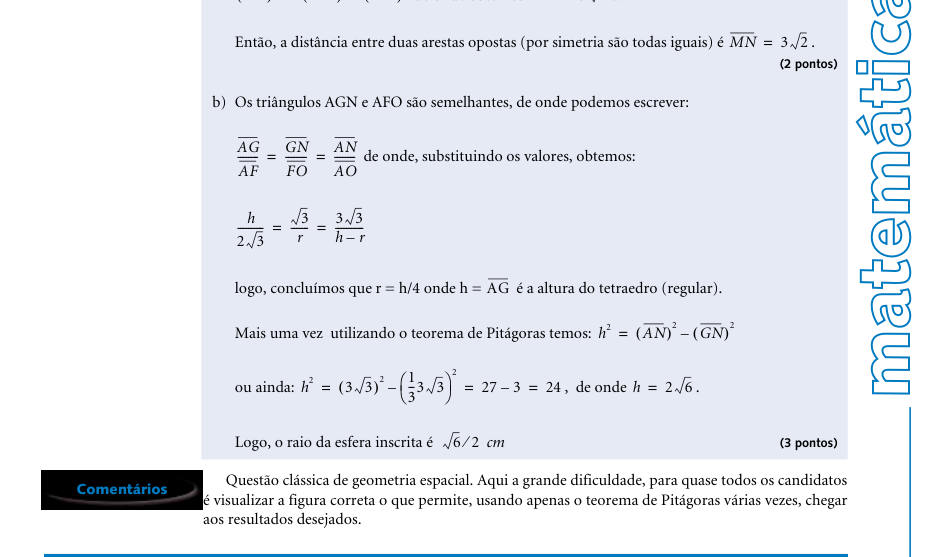 Então, a distância entre duas arestas opostas (por simetria são todas iguais) é MN = 3√2.
(2 pontos)
b) Os triângulos AGN e AFO são semelhantes, de onde podemos escrever:
AG/AF = GN/FO = AN/AO de onde, substituindo os valores, obtemos:
h/2√3 = √3/r = 3√3/h – r
logo, concluímos que r = h/4 onde h = AG é a altura do tetraedro (regular).
Mais uma vez utilizando o teorema de Pitágoras temos: h² = (AN)² – (GN)²
ou ainda: h² = (3√3)² – (1/3 3√3)² = 27 – 3 = 24, de onde h = 2√6.
Logo, o raio da esfera inscrita é √6/2 cm
(3 pontos)
Comentários
Questão clássica de geometria espacial. Aqui a grande dificuldade, para quase todos os candidatos
é visualizar a figura correta o que permite, usando apenas o teorema de Pitágoras várias vezes, chegar
aos resultados desejados.
matemática